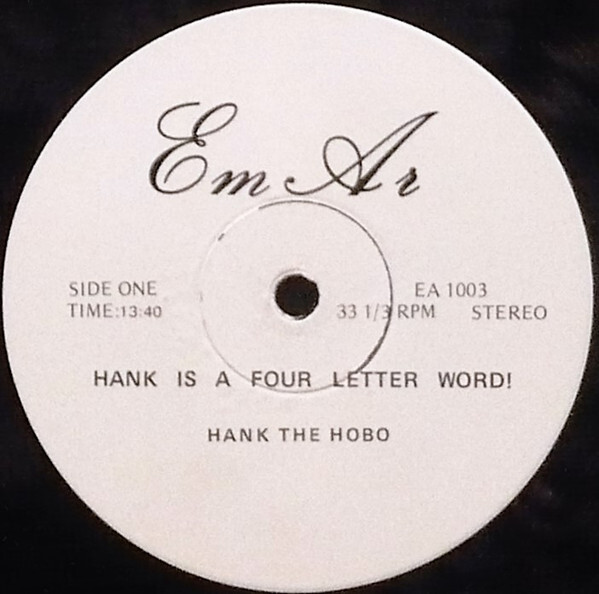 Em Ar
SIDE ONE
EA 1003
TIME:13:40
33 1/3 RPM STEREO
HANK IS A FOUR LETTER WORD!
HANK THE HOBO